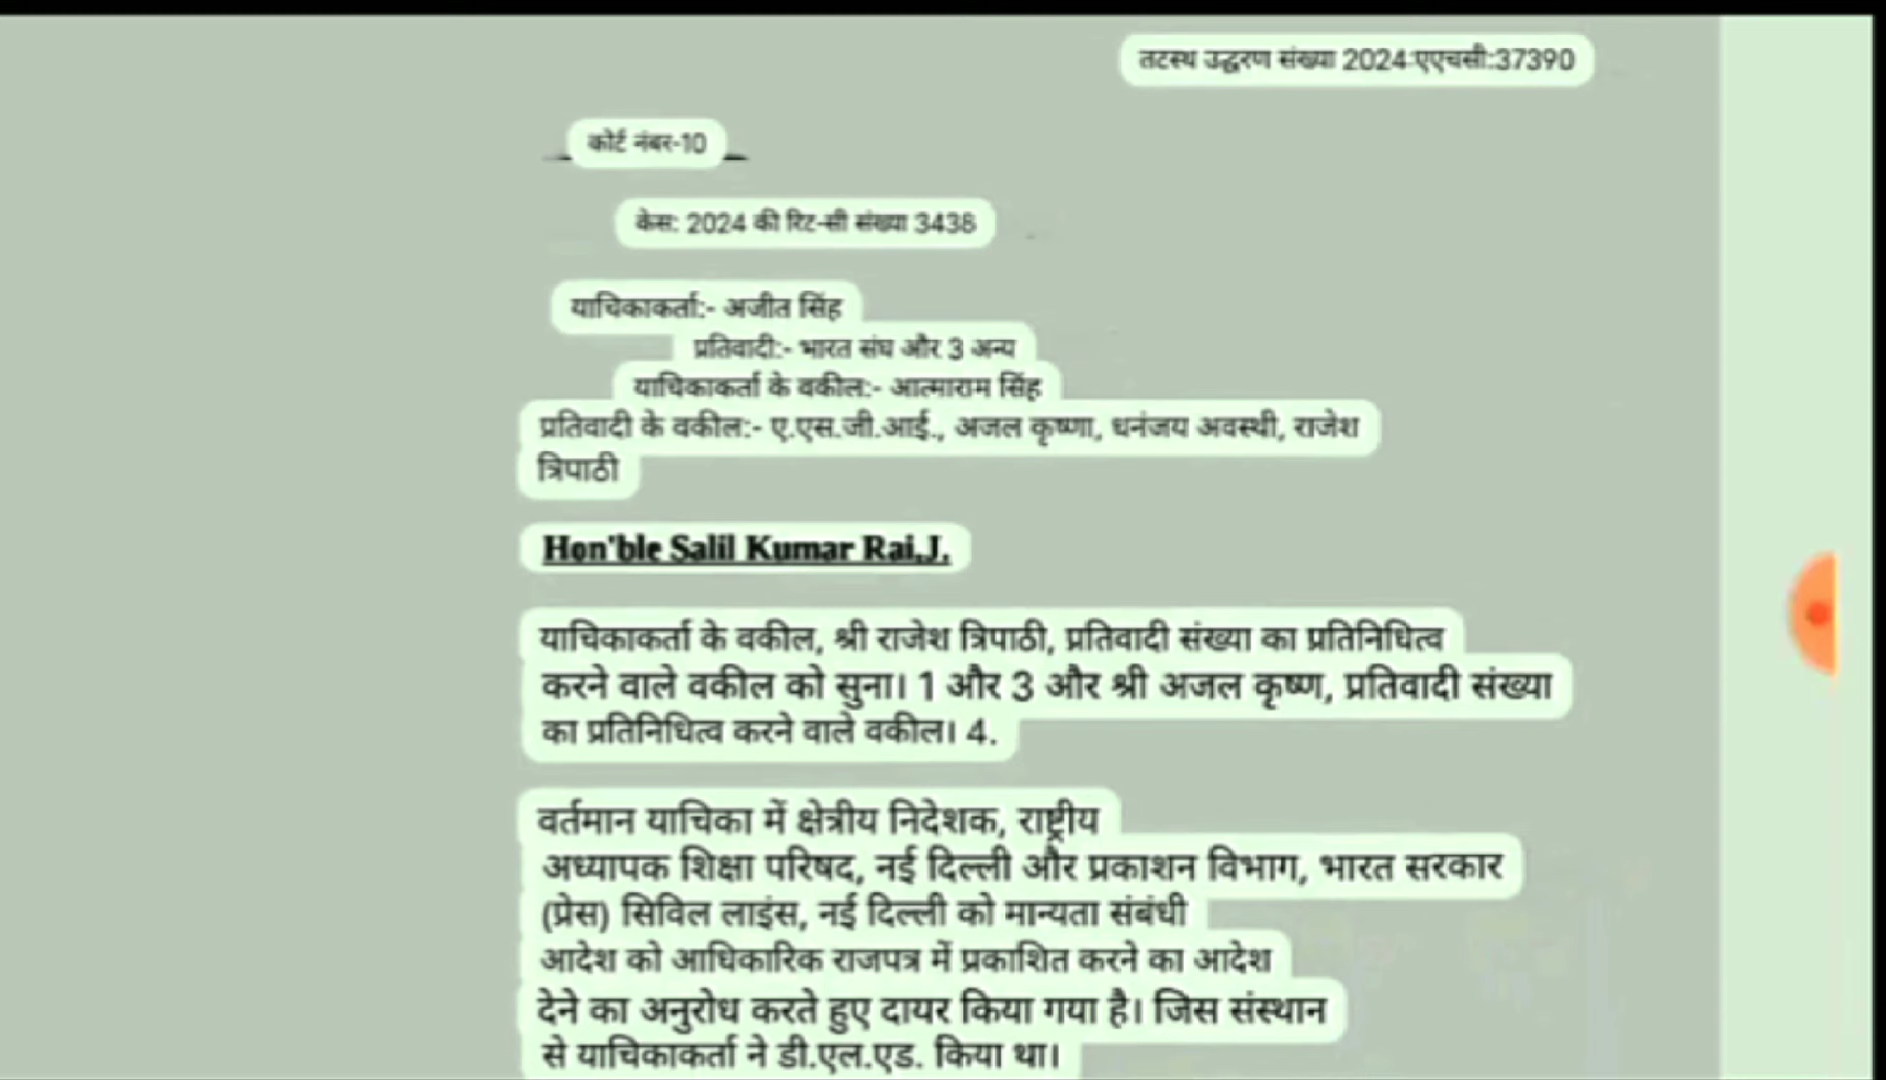 तटस्थ उद्धरण संख्या 2024:एएचसी:37390
कोर्ट नंबर-10
केस: 2024 की रिट-सी संख्या 3438
याचिकाकर्ता:- अजीत सिंह
प्रतिवादी:- भारत संघ और 3 अन्य
याचिकाकर्ता के वकील:- आत्माराम सिंह
प्रतिवादी के वकील:- ए.एस.जी.आई., अजल कृष्णा, धनंजय अवस्थी, राजेश
त्रिपाठी
Hon'ble Salil Kumar Rai,J.
याचिकाकर्ता के वकील, श्री राजेश त्रिपाठी, प्रतिवादी संख्या का प्रतिनिधित्व
करने वाले वकील को सुना। 1 और 3 और श्री अजल कृष्ण, प्रतिवादी संख्या
का प्रतिनिधित्व करने वाले वकील। 4.
वर्तमान याचिका में क्षेत्रीय निदेशक, राष्ट्रीय
अध्यापक शिक्षा परिषद, नई दिल्ली और प्रकाशन विभाग, भारत सरकार
(प्रेस) सिविल लाइंस, नई दिल्ली को मान्यता संबंधी
आदेश को आधिकारिक राजपत्र में प्रकाशित करने का आदेश
देने का अनुरोध करते हुए दायर किया गया है। जिस संस्थान
से याचिकाकर्ता ने डी.एल.एड. किया था।